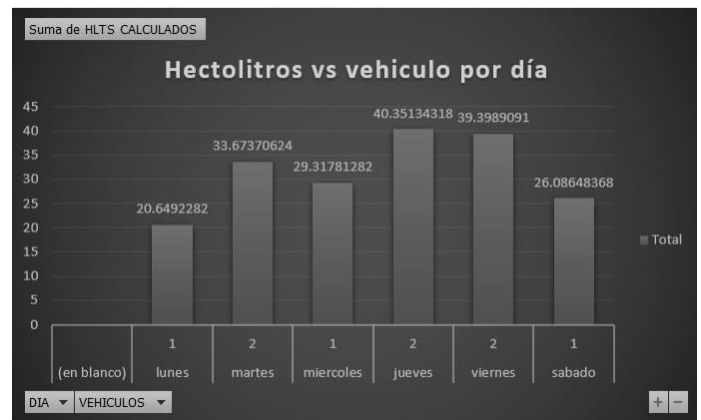 Suma de HLTS CALCULADOS
Hectolitros vs vehiculo por día
45
40
35
30
25
20
15
10
5
0
20.6492282
33.67370624
29.31781282
40.35134318
39.3989091
26.08648368
Total
1 2 1 2 2 1
(en blanco) lunes martes miercoles jueves viernes sabado
DIA VEHICULOS
+ -